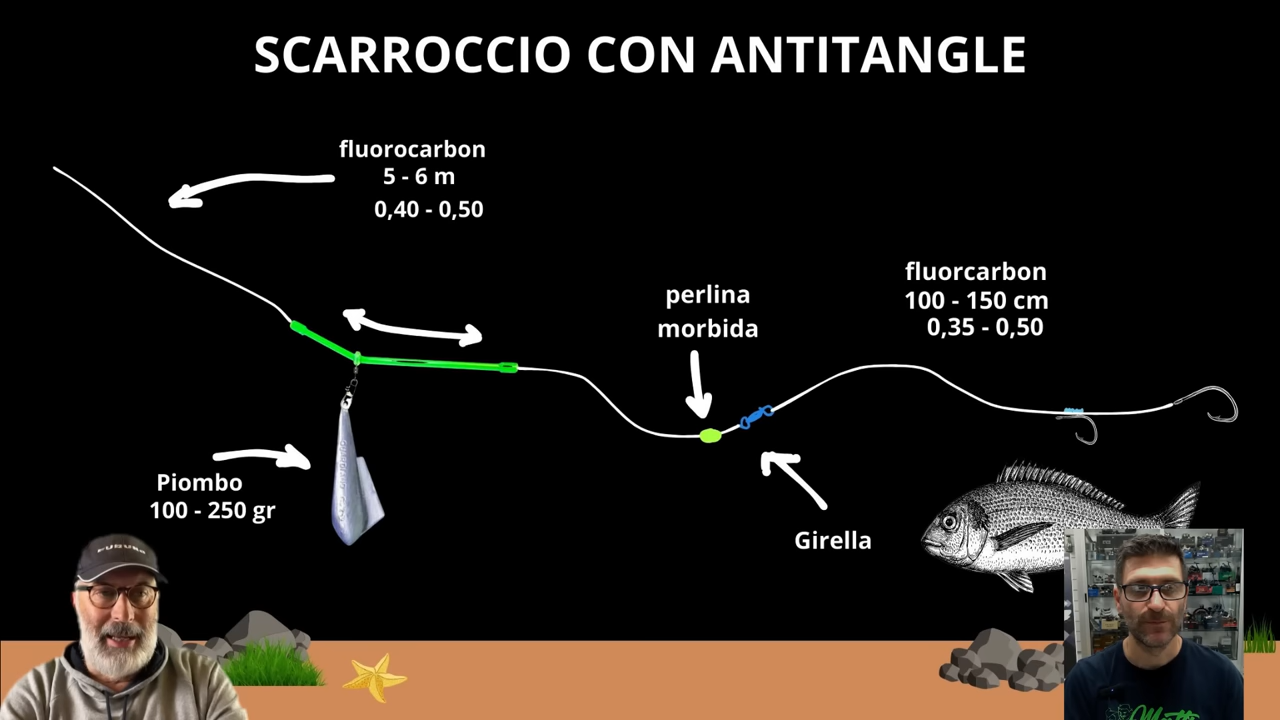 SCARROCCIO CON ANTITANGLE
fluorocarbon
5 - 6 m
0,40 - 0,50
perlina
morbida
fluorcarbon
100 - 150 cm
0,35 - 0,50
Piombo
100 - 250 gr
Girella